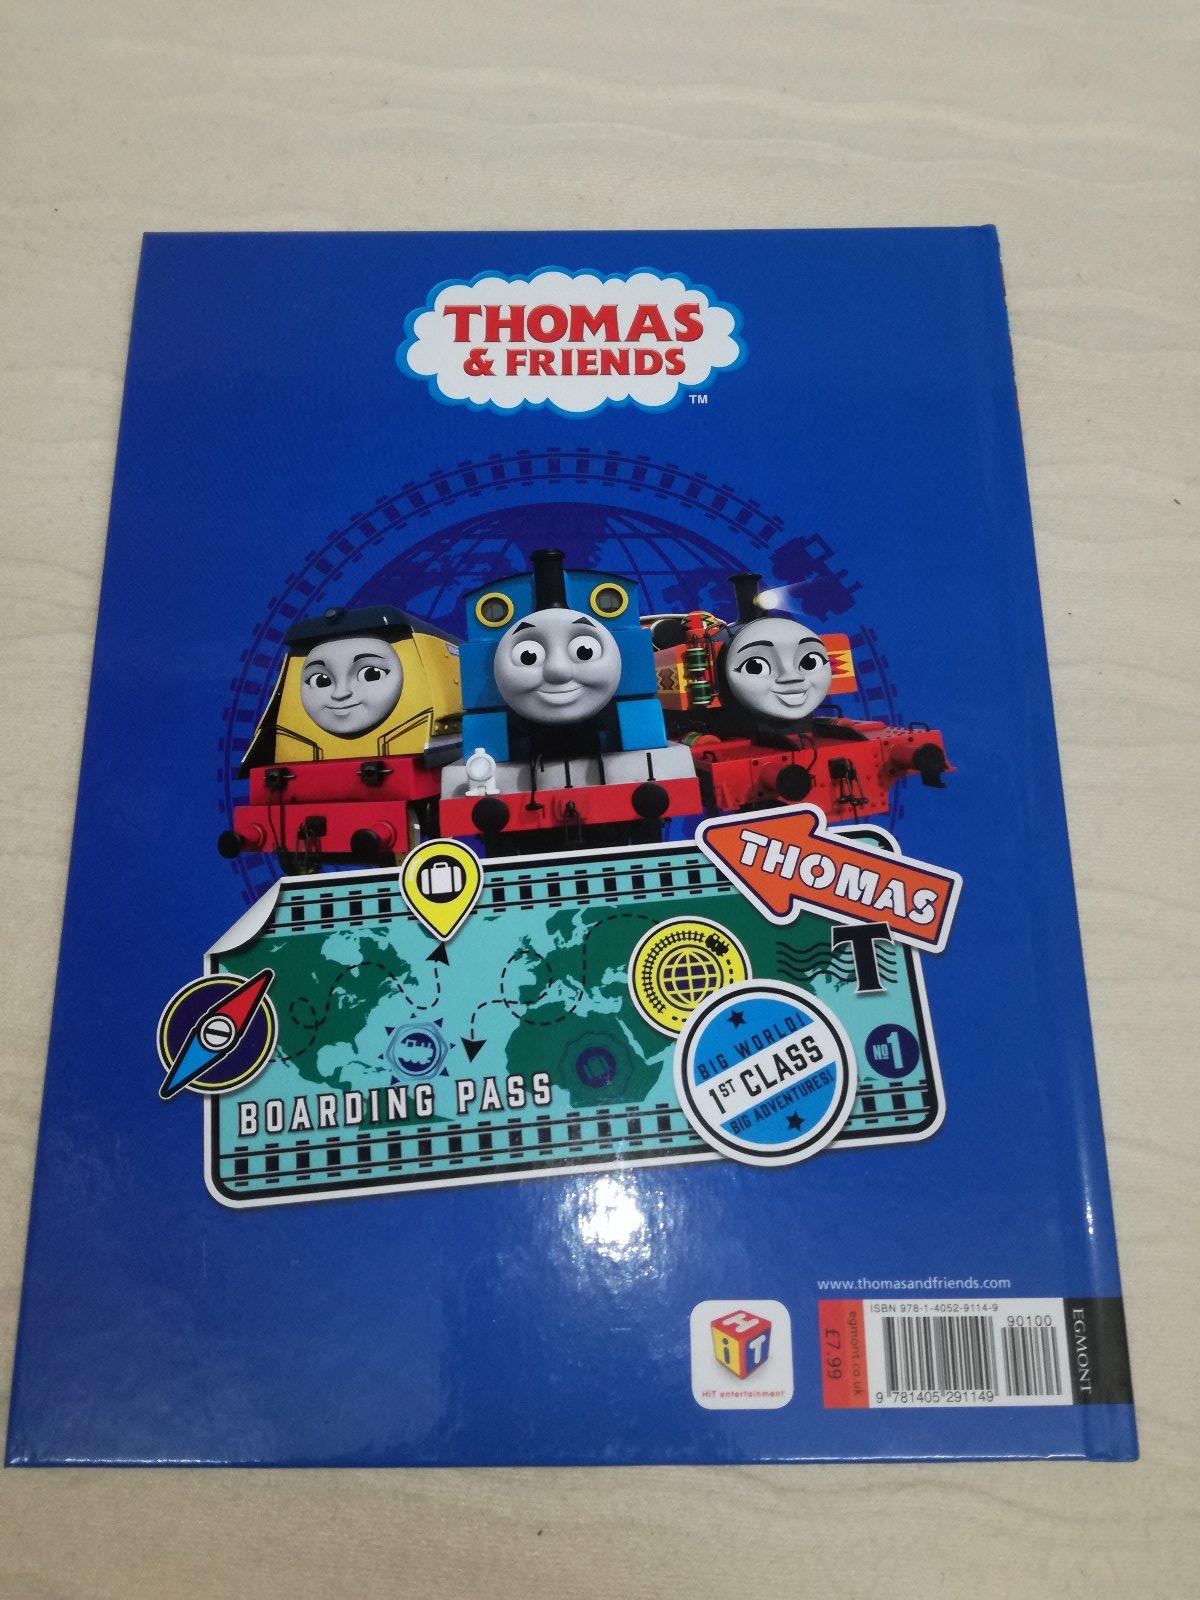 THOMAS
& FRIENDS
TM
THOMAS
T
BIG WORLD!
1ST CLASS
BIG ADVENTURES!
No1
BOARDING PASS
www.thomasandfriends.com
HiT
HiT entertainment
egmont.co.uk
£7.99
ISBN 978-1-4052-9114-9
90100
9 781405 291149
EGMONT